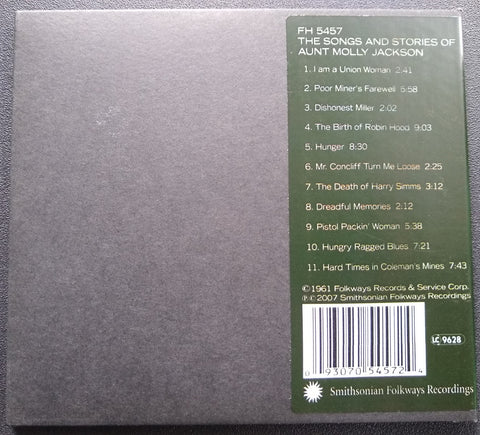 FH 5457
THE SONGS AND STORIES OF
AUNT MOLLY JACKSON
1. I am a Union Woman 2:41
2. Poor Miner's Farewell 5:58
3. Dishonest Miller 2:02
4. The Birth of Robin Hood 9:03
5. Hunger 8:30
6. Mr. Concliff Turn Me Loose 2:25
7. The Death of Harry Simms 3:12
8. Dreadful Memories 2:12
9. Pistol Packin' Woman 5:38
10. Hungry Ragged Blues 7:21
11. Hard Times in Coleman's Mines 7:43
©1961 Folkways Records & Service Corp.
℗© 2007 Smithsonian Folkways Recordings
LC 9628
0 93070 54572 4
Smithsonian Folkways Recordings